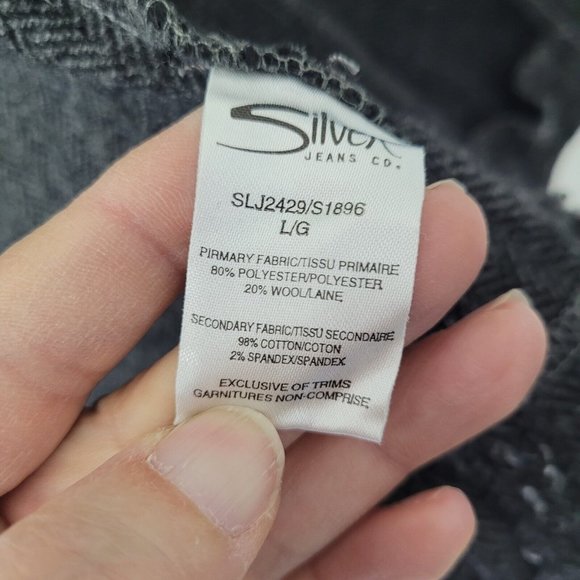 Silver
JEANS CO.
SLJ2429/S1896
L/G
PIRMARY FABRIC/TISSU PRIMAIRE
80% POLYESTER/POLYESTER
20% WOOL/LAINE
SECONDARY FABRIC/TISSU SECONDAIRE
98% COTTON/COTON
2% SPANDEX/SPANDEX
EXCLUSIVE OF TRIMS
GARNITURES NON-COMPRISE